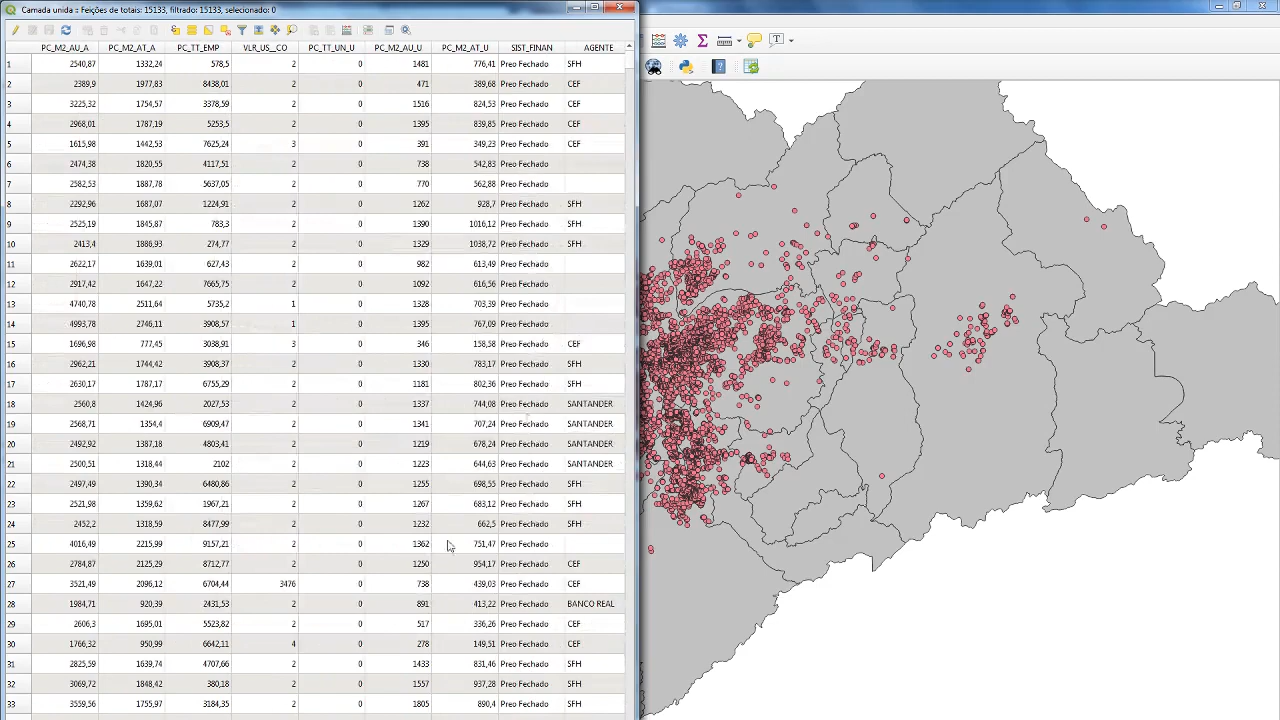 Camada unida :: Feições de totais: 15133, filtrado: 15133, selecionado: 0
PC_M2_AU_A PC_M2_AT_A PC_TT_EMP VLR_US_CO PC_TT_UN_U PC_M2_AU_U PC_M2_AT_U SIST_FINAN AGENTE
1 2540,87 1332,24 578,5 2 0 1481 776,41 Preo Fechado SFH
2 2389,9 1977,83 8438,01 2 0 471 389,68 Preo Fechado CEF
3 3225,32 1754,57 3378,59 2 0 1516 824,53 Preo Fechado SFH
4 2968,01 1787,19 5253,5 2 0 1395 839,85 Preo Fechado CEF
5 1615,98 1442,53 7625,24 3 0 391 349,23 Preo Fechado CEF
6 2474,38 1820,55 4117,51 2 0 738 542,83 Preo Fechado
7 2582,53 1887,78 5637,05 2 0 770 562,88 Preo Fechado
8 2292,96 1687,07 1224,91 2 0 1262 928,7 Preo Fechado SFH
9 2525,19 1845,87 783,3 2 0 1390 1016,12 Preo Fechado SFH
10 2413,4 1886,93 274,77 2 0 1329 1038,72 Preo Fechado SFH
11 2622,17 1639,01 627,43 2 0 982 613,49 Preo Fechado
12 2917,42 1647,22 7665,75 2 0 1092 616,56 Preo Fechado
13 4740,78 2511,64 5735,2 1 0 1328 703,39 Preo Fechado
14 4993,78 2746,11 3908,57 1 0 1395 767,09 Preo Fechado
15 1696,98 777,45 3038,91 3 0 346 158,58 Preo Fechado CEF
16 2962,21 1744,42 3908,37 2 0 1330 783,17 Preo Fechado SFH
17 2630,17 1787,17 6755,29 2 0 1181 802,36 Preo Fechado SFH
18 2560,8 1424,96 2027,53 2 0 1337 744,08 Preo Fechado SANTANDER
19 2568,71 1354,4 6909,47 2 0 1341 707,24 Preo Fechado SANTANDER
20 2492,92 1387,18 4803,41 2 0 1219 678,24 Preo Fechado SANTANDER
21 2500,51 1318,44 2102 2 0 1223 644,63 Preo Fechado SANTANDER
22 2497,49 1390,34 6480,86 2 0 1255 698,55 Preo Fechado SFH
23 2521,98 1359,62 1967,21 2 0 1267 683,12 Preo Fechado SFH
24 2452,2 1318,59 8477,99 2 0 1232 662,5 Preo Fechado SFH
25 4016,49 2215,99 9157,21 2 0 1362 751,47 Preo Fechado
26 2784,87 2125,29 8712,77 2 0 1250 954,17 Preo Fechado CEF
27 3521,49 2096,12 6704,44 3476 0 738 439,03 Preo Fechado CEF
28 1984,71 920,39 2431,53 2 0 891 413,22 Preo Fechado BANCO REAL
29 2606,3 1695,01 5523,82 2 0 517 336,26 Preo Fechado CEF
30 1766,32 950,99 6642,11 4 0 278 149,51 Preo Fechado CEF
31 2825,59 1639,74 4707,66 2 0 1433 831,46 Preo Fechado SFH
32 3069,72 1848,42 380,18 2 0 1557 937,28 Preo Fechado SFH
33 3559,56 1755,97 3184,35 2 0 1805 890,4 Preo Fechado SFH